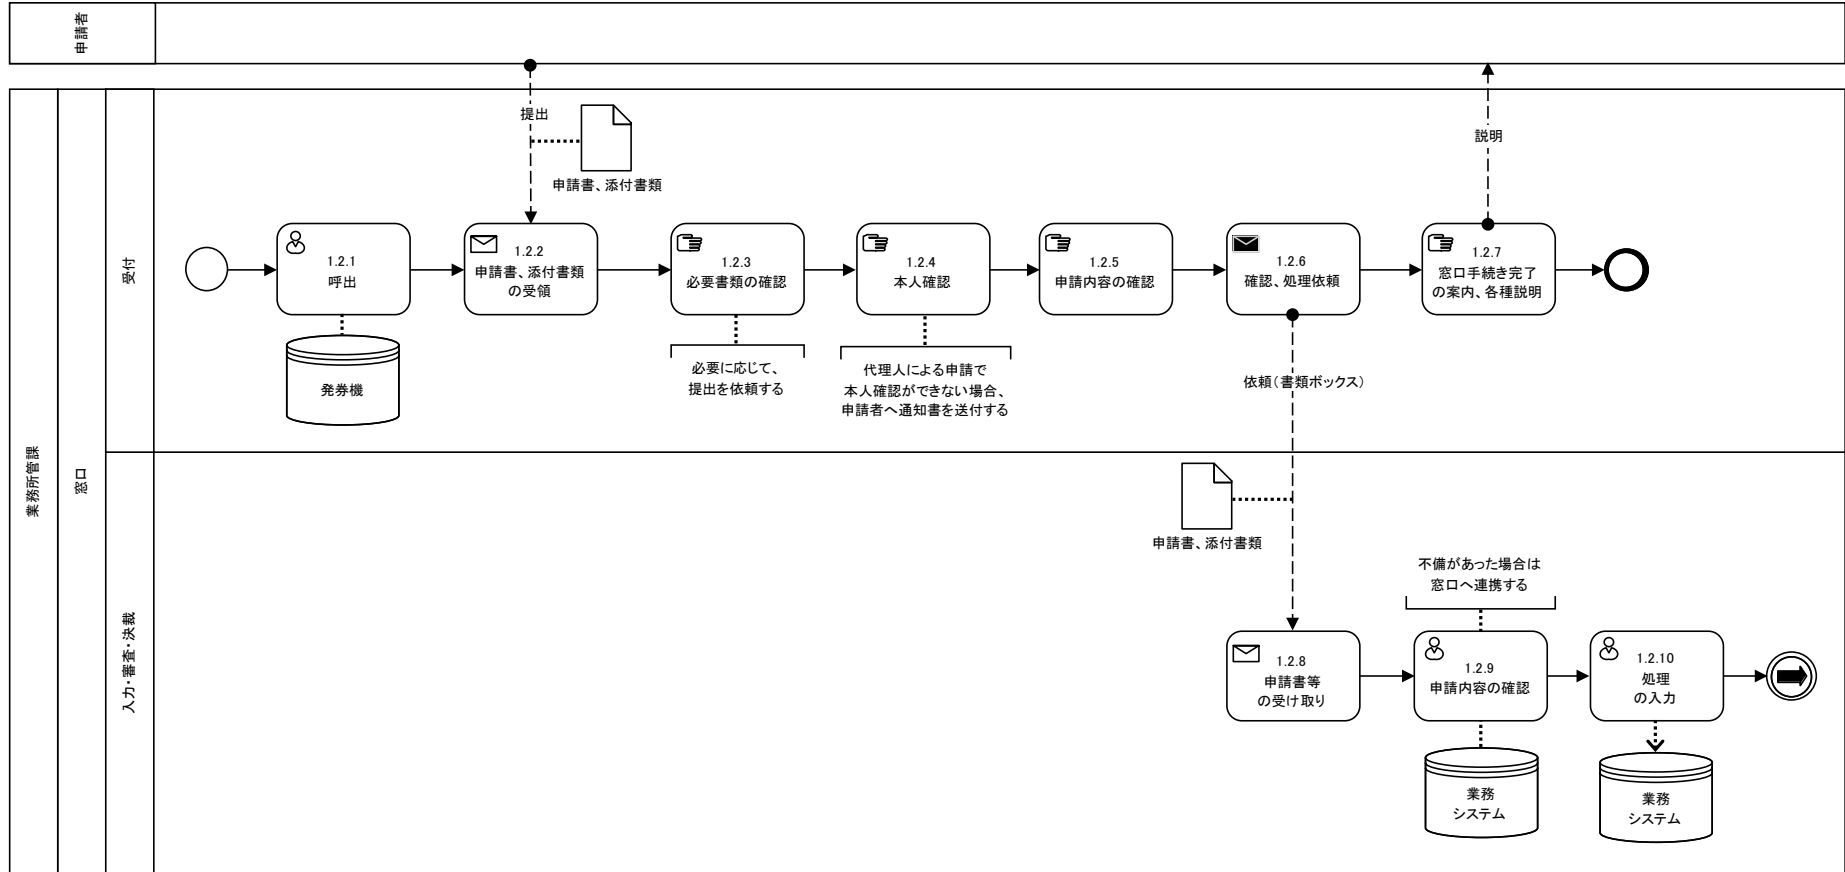 申請者
業務所管課
窓口
受付
提出
申請書、添付書類
説明
1.2.1
呼出
発券機
1.2.2
申請書、添付書類
の受領
1.2.3
必要書類の確認
必要に応じて、
提出を依頼する
1.2.4
本人確認
代理人による申請で
本人確認ができない場合、
申請者へ通知書を送付する
1.2.5
申請内容の確認
1.2.6
確認、処理依頼
依頼（書類ボックス）
1.2.7
窓口手続き完了
の案内、各種説明
入力・審査・決裁
申請書、添付書類
1.2.8
申請書等
の受け取り
不備があった場合は
窓口へ連携する
1.2.9
申請内容の確認
業務
システム
1.2.10
処理
の入力
業務
システム